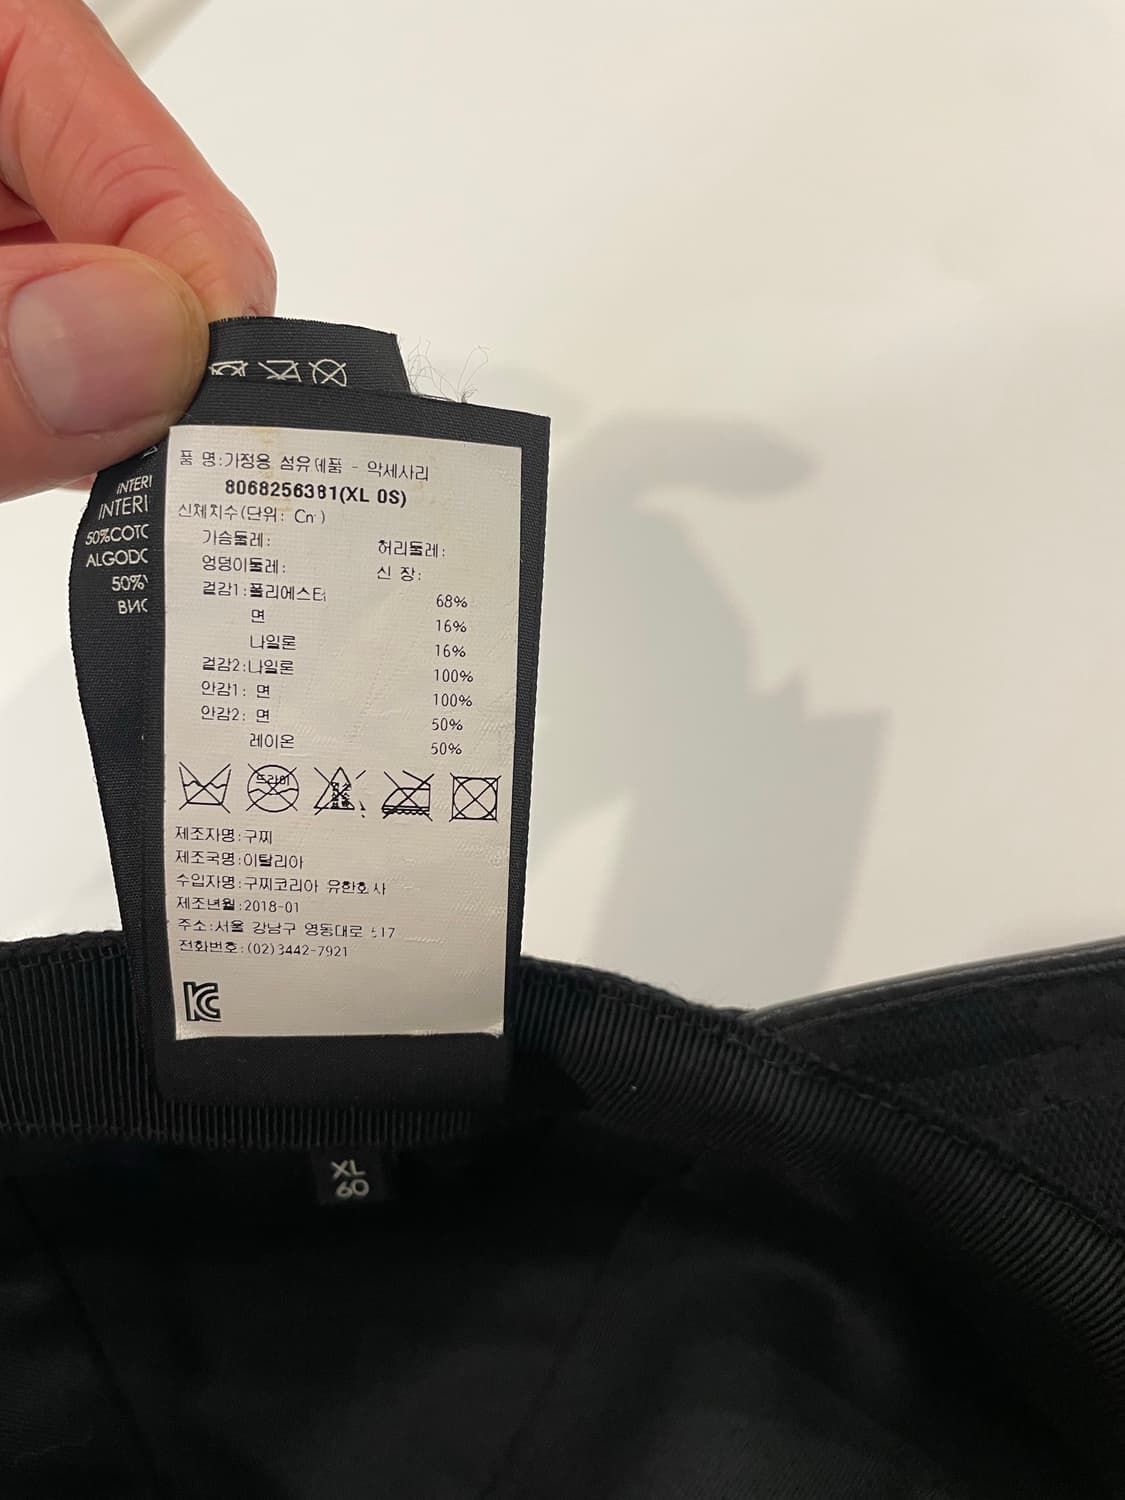 INTERI
INTERI
50%COTC
ALGODC
50%
ВИС
품 명:가정용 섬유제품 - 악세사리
8068256381(XL 0S)
신체치수(단위: Cm)
가슴둘레: 허리둘레:
엉덩이둘레: 신 장:
겉감1:폴리에스터 68%
면 16%
나일론 16%
겉감2:나일론 100%
안감1: 면 100%
안감2: 면 50%
레이온 50%
드라이
제조자명:구찌
제조국명:이탈리아
수입자명:구찌코리아 유한회사
제조년월:2018-01
주소:서울 강남구 영동대로 517
전화번호:(02)3442-7921
KC
XL
60